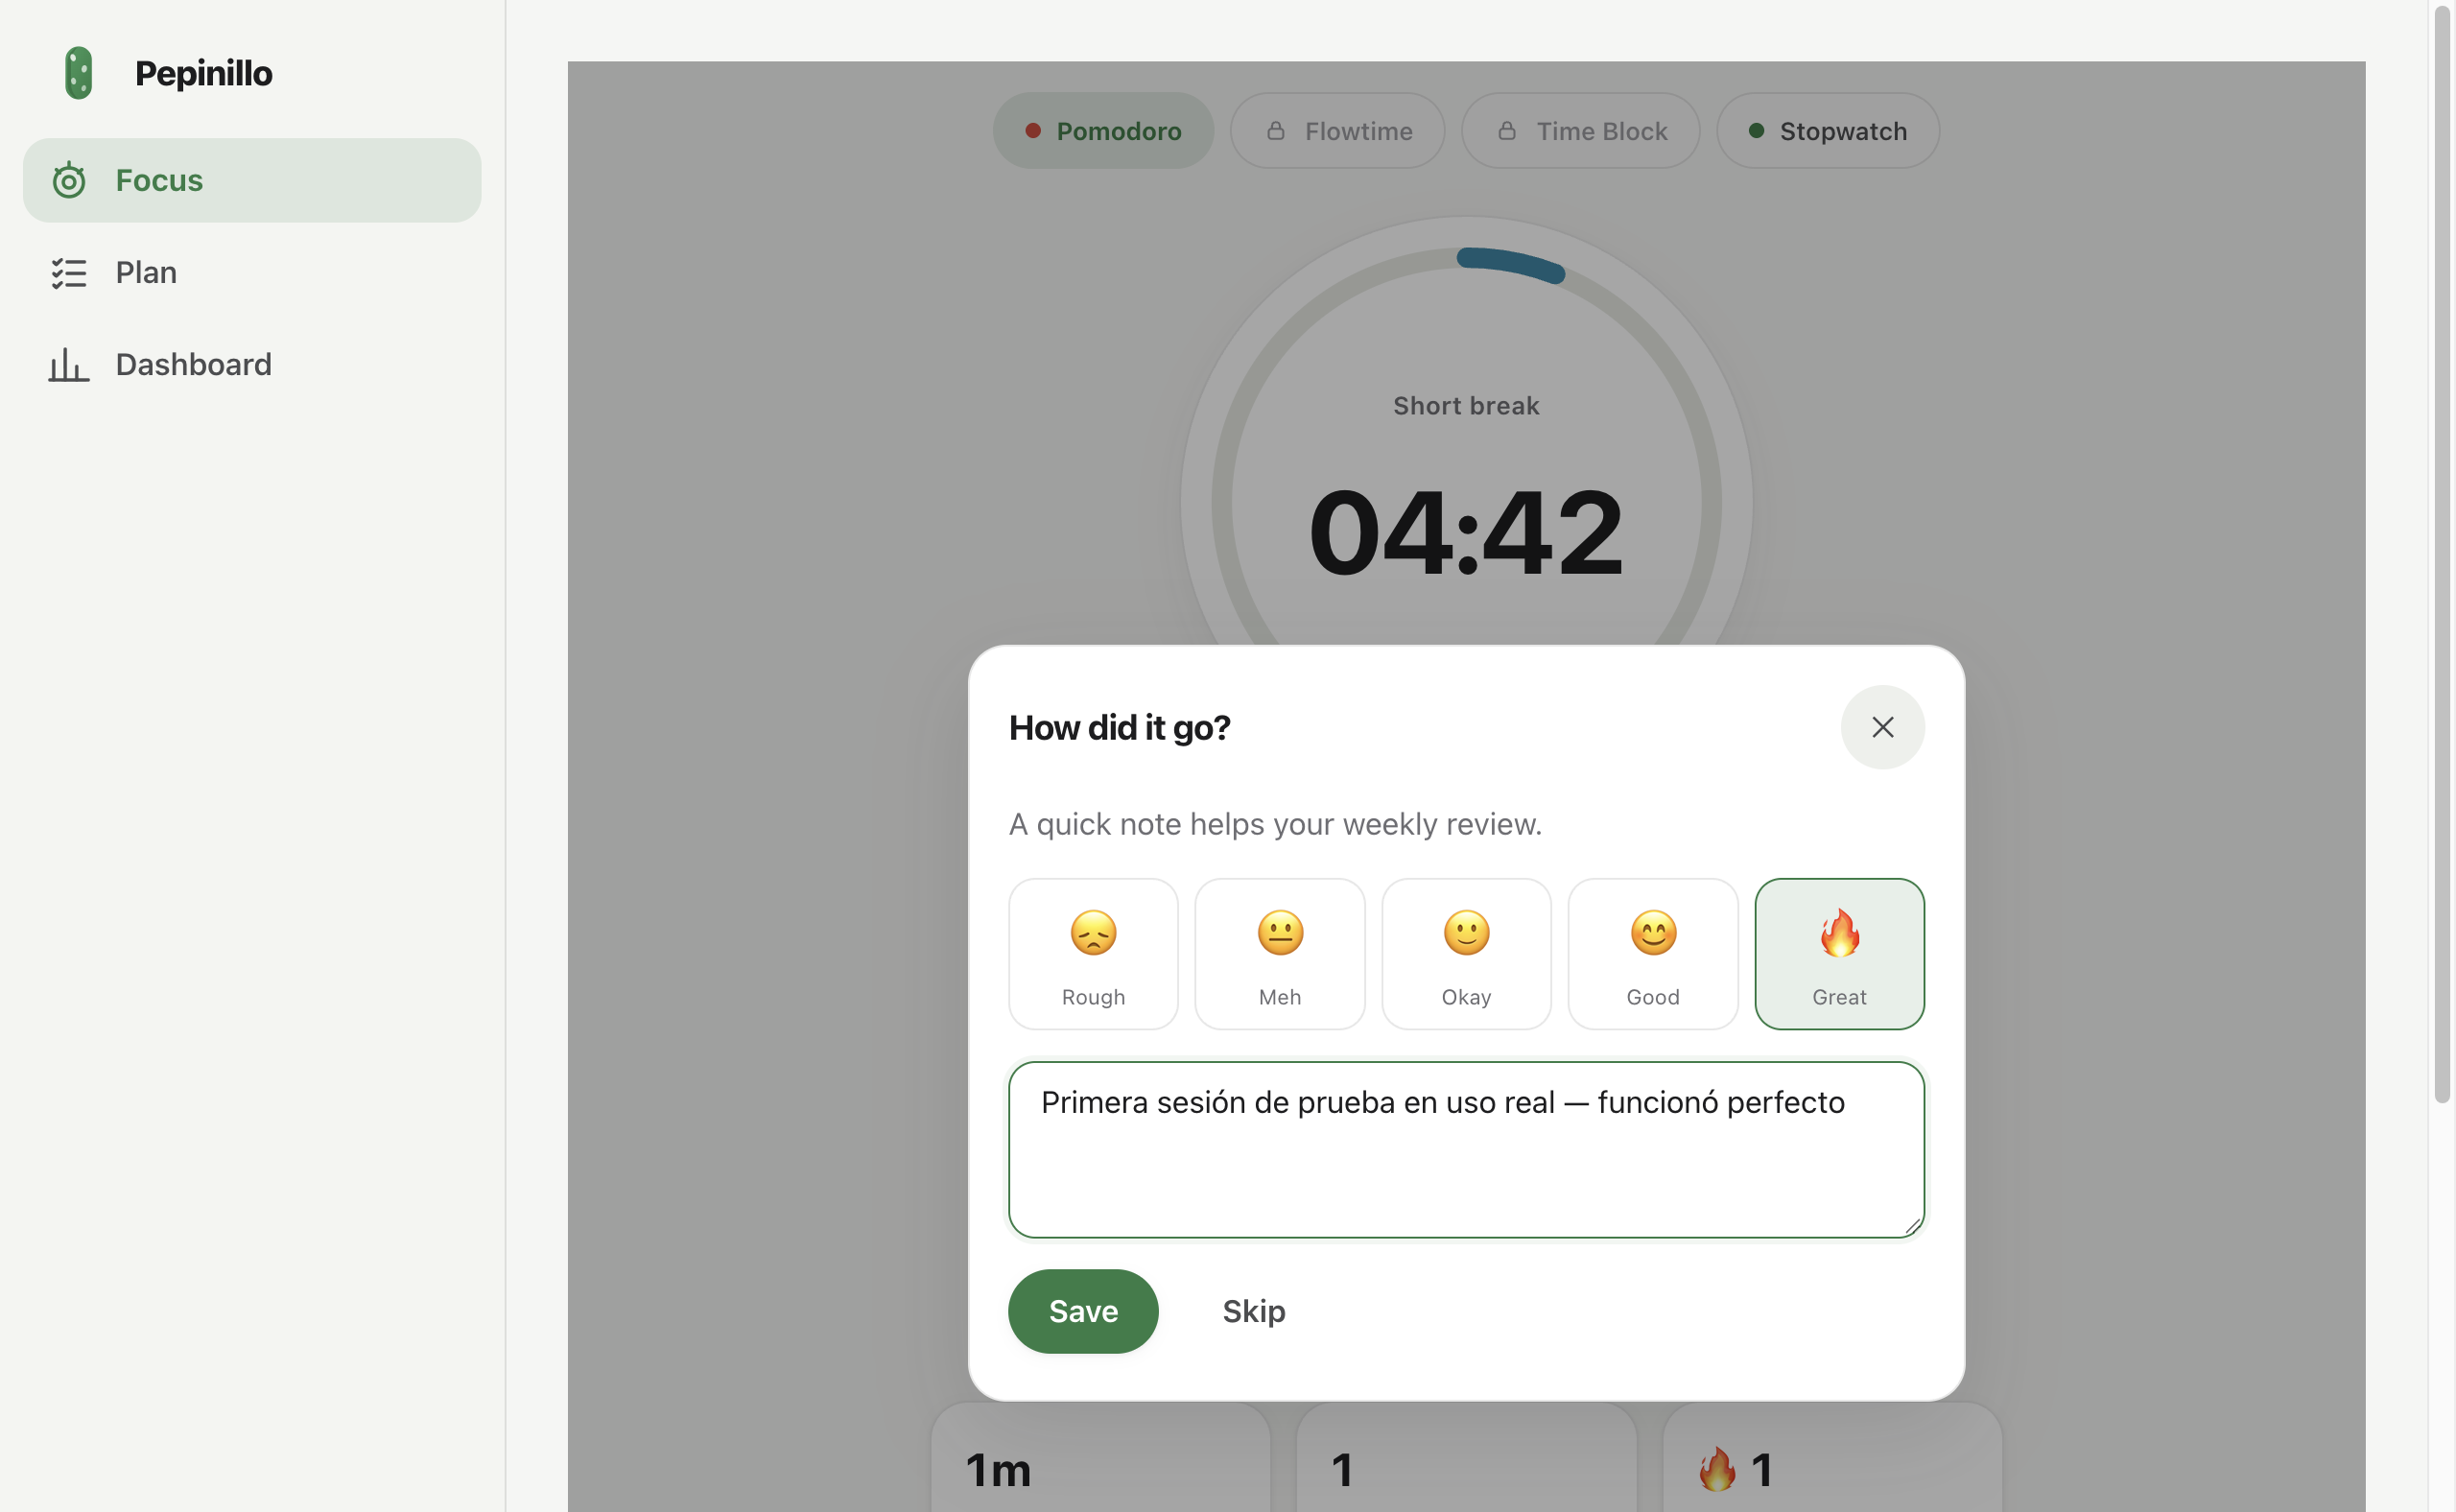 Pepinillo
Focus
Plan
Dashboard
Pomodoro
Flowtime
Time Block
Stopwatch
Short break
04:42
How did it go?
A quick note helps your weekly review.
Rough
Meh
Okay
Good
Great
Primera sesión de prueba en uso real — funcionó perfecto
Save
Skip
1m
1
1